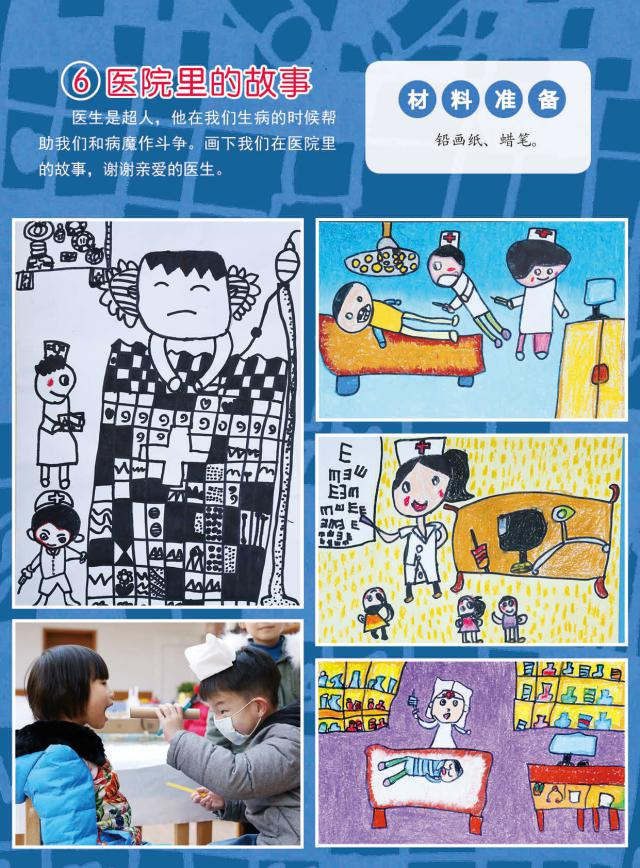 6 医院里的故事
医生是超人，他在我们生病的时候帮
助我们和病魔作斗争。画下我们在医院里
的故事，谢谢亲爱的医生。
材料准备
铅画纸、蜡笔。